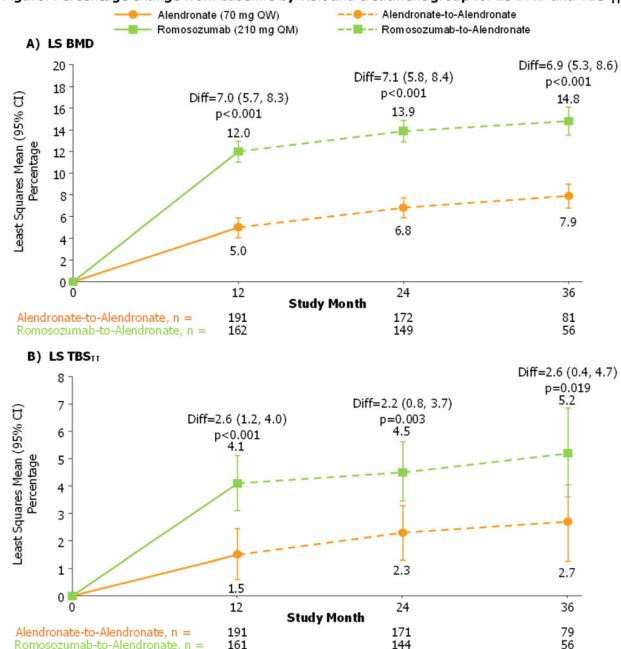 Alendronate (70 mg QW) Alendronate-to-Alendronate
Romosozumab (210 mg QM) Romosozumab-to-Alendronate
A) LS BMD
Least Squares Mean (95% CI)
Percentage
20
18
16
14
12
10
8
6
4
2
0
Diff=7.0 (5.7, 8.3)
p<0.001
12.0
Diff=7.1 (5.8, 8.4)
p<0.001
13.9
Diff=6.9 (5.3, 8.6)
p<0.001
14.8
5.0
6.8
7.9
0 12 24 36
Study Month
Alendronate-to-Alendronate, n = 191 172 81
Romosozumab-to-Alendronate, n = 162 149 56
B) LS TBSTT
Least Squares Mean (95% CI)
Percentage
8
7
6
5
4
3
2
1
0
Diff=2.6 (1.2, 4.0)
p<0.001
4.1
Diff=2.2 (0.8, 3.7)
p=0.003
4.5
Diff=2.6 (0.4, 4.7)
p=0.019
5.2
1.5
2.3
2.7
0 12 24 36
Study Month
Alendronate-to-Alendronate, n = 191 171 79
Romosozumab-to-Alendronate, n = 161 144 56